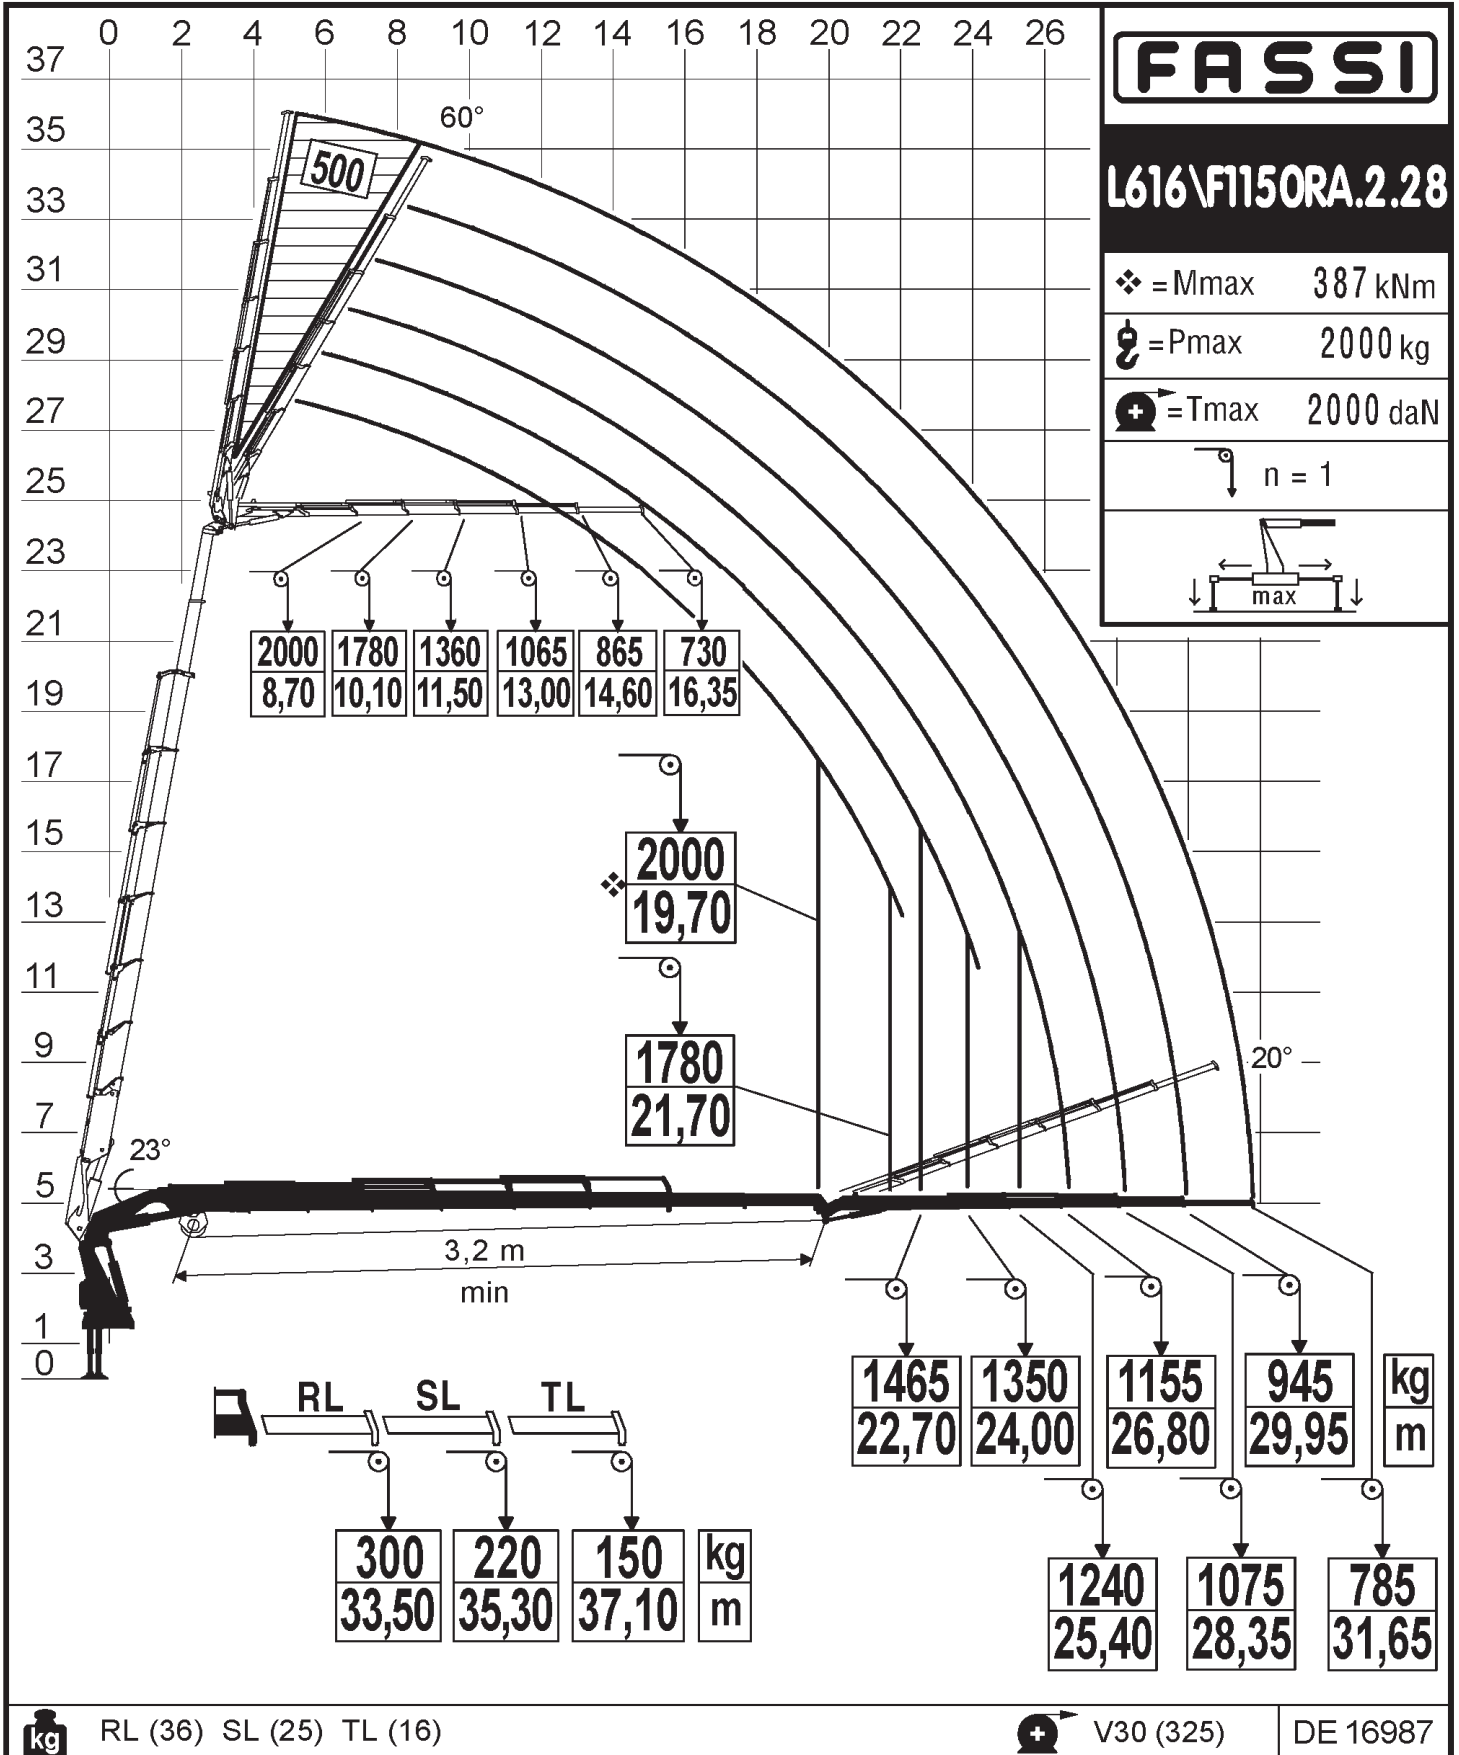 0 2 4 6 8 10 12 14 16 18 20 22 24 26
37
35
33
31
29
27
25
23
21
19
17
15
13
11
9
7
5
3
1
0
FASSI
L616\F1150RA.2.28
❖ = Mmax 387 kNm
= Pmax 2000 kg
= Tmax 2000 daN
n = 1
max
60°
500
2000 1780 1360 1065 865 730
8,70 10,10 11,50 13,00 14,60 16,35
2000
❖
19,70
1780
21,70
20°
23°
3,2 m
min
1465 1350 1155 945 kg
22,70 24,00 26,80 29,95 m
1240 1075 785
25,40 28,35 31,65
RL SL TL
300 220 150 kg
33,50 35,30 37,10 m
kg RL (36) SL (25) TL (16)
V30 (325)
DE 16987